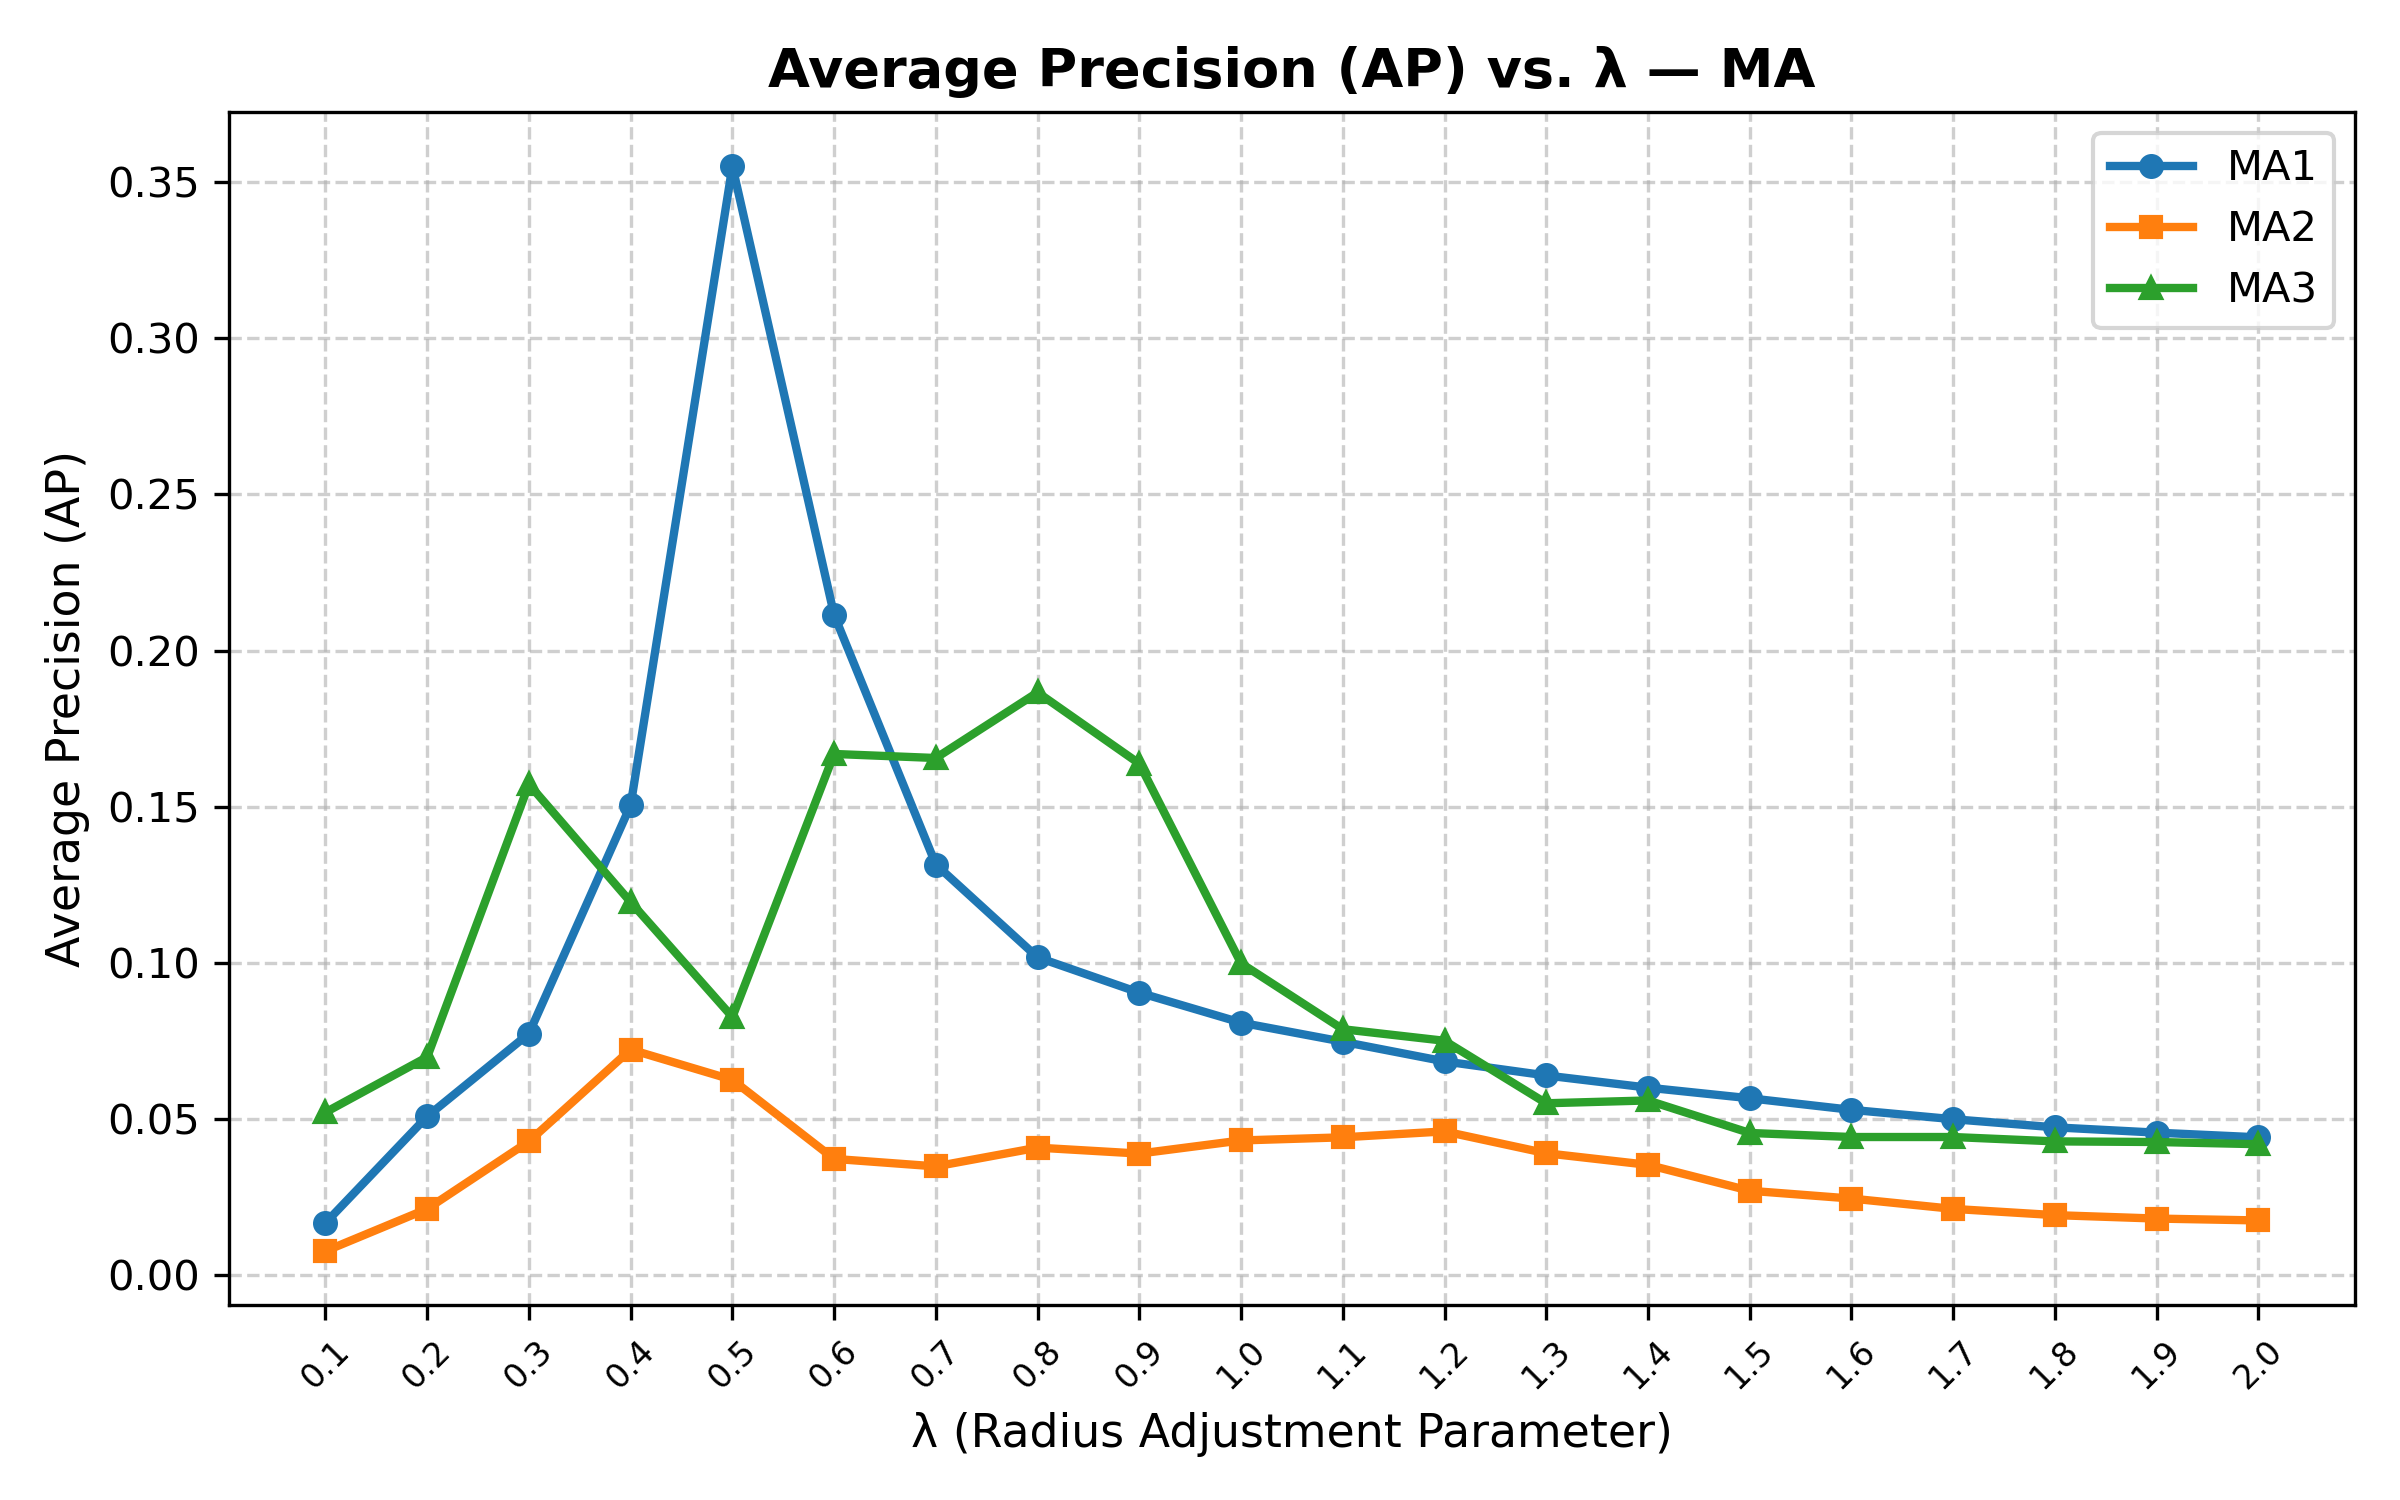 Average Precision (AP) vs. λ — MA
MA1
MA2
MA3
Average Precision (AP)
0.35
0.30
0.25
0.20
0.15
0.10
0.05
0.00
0.1 0.2 0.3 0.4 0.5 0.6 0.7 0.8 0.9 1.0 1.1 1.2 1.3 1.4 1.5 1.6 1.7 1.8 1.9 2.0
λ (Radius Adjustment Parameter)